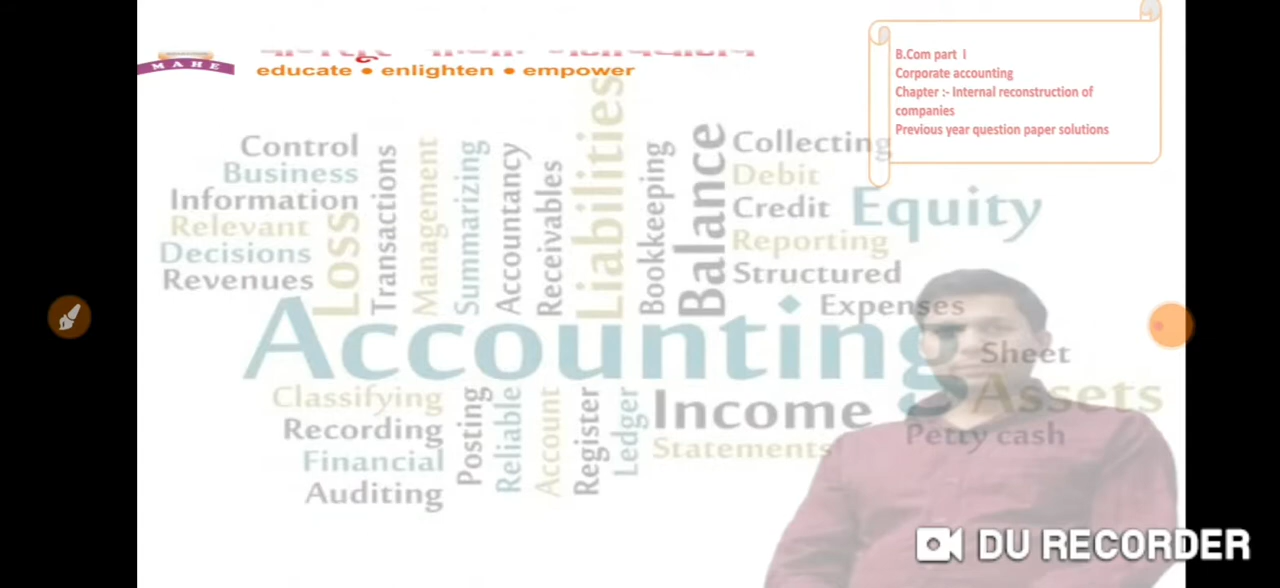 MAHE
educate • enlighten • empower
B.Com part I
Corporate accounting
Chapter :- Internal reconstruction of
companies
Previous year question paper solutions
Control
Business
Information
Relevant
Decisions
Revenues
Loss
Transactions
Management
Summarizing
Accountancy
Receivables
Liabilities
Bookkeeping
Balance
Collecting
Debit
Credit
Equity
Reporting
Structured
Expenses
Accounting
Sheet
Assets
Classifying
Recording
Financial
Auditing
Posting
Reliable
Account
Register
Ledger
Income
Statements
Petty cash
DU RECORDER